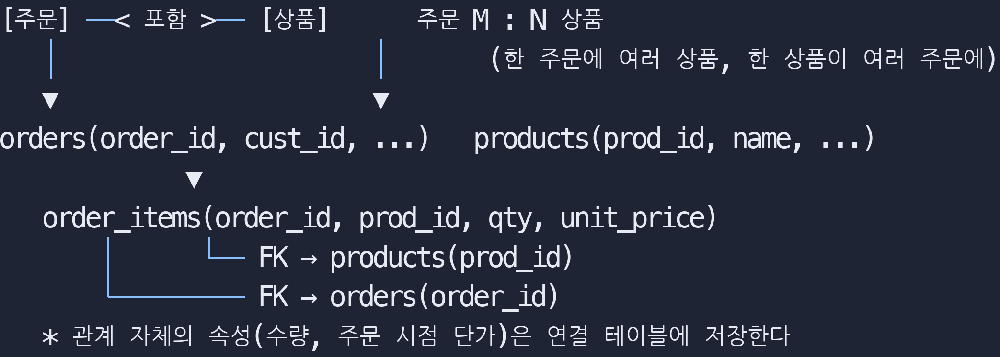 [주문] ──< 포함 >── [상품]      주문 M : N 상품
(한 주문에 여러 상품, 한 상품이 여러 주문에)
▼ ▼
orders(order_id, cust_id, ...)   products(prod_id, name, ...)
▼
order_items(order_id, prod_id, qty, unit_price)
FK → products(prod_id)
FK → orders(order_id)
* 관계 자체의 속성(수량, 주문 시점 단가)은 연결 테이블에 저장한다